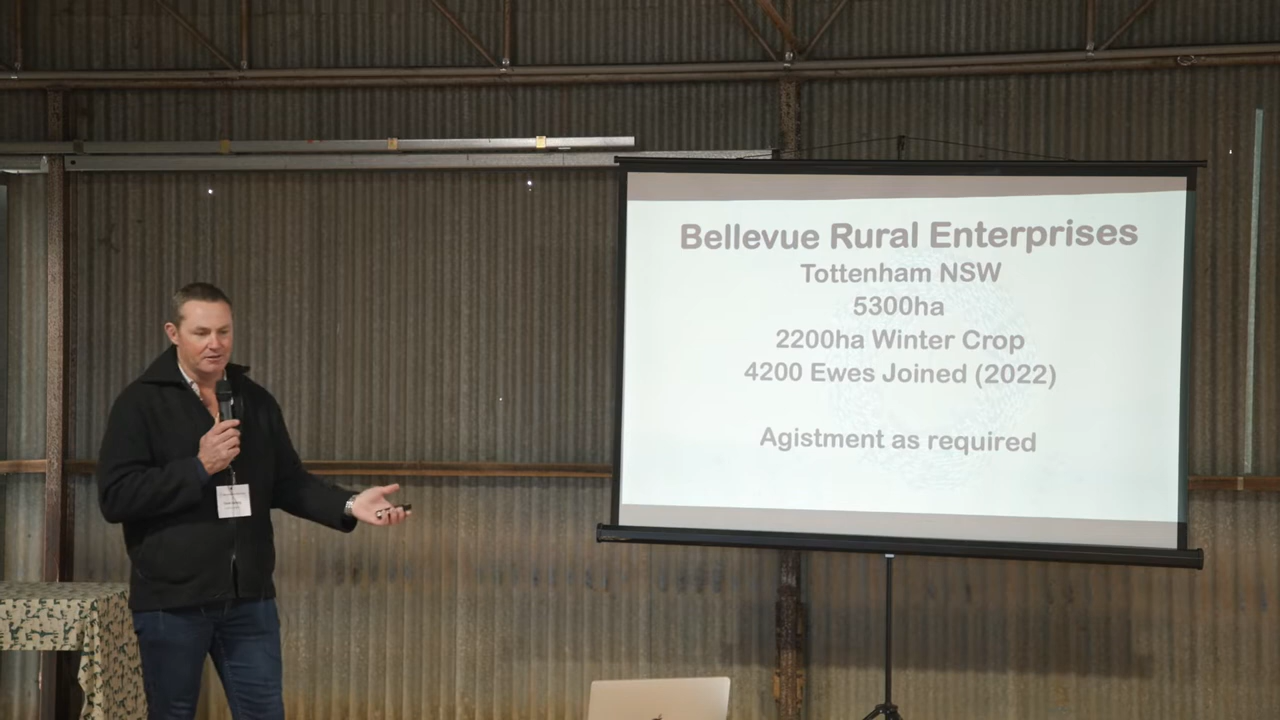 Bellevue Rural Enterprises
Tottenham NSW
5300ha
2200ha Winter Crop
4200 Ewes Joined (2022)
Agistment as required